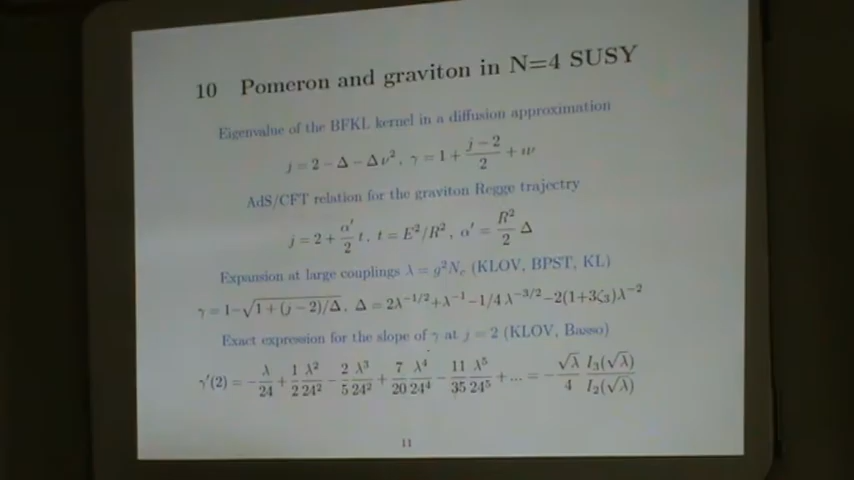 10 Pomeron and graviton in N=4 SUSY
Eigenvalue of the BFKL kernel in a diffusion approximation
j = 2 − Δ − Δν², γ = 1 + (j−2)/2 + iν
AdS/CFT relation for the graviton Regge trajectory
j = 2 + (α′/2) t, t = E²/R², α′ = (R²/2) Δ
Expansion at large couplings λ = g²N_c (KLOV, BPST, KL)
γ = 1−√(1 + (j − 2)/Δ), Δ = 2λ^(−1/2) + λ^(−1) − 1/4 λ^(−3/2) − 2(1+3ζ₃)λ^(−2)
Exact expression for the slope of γ at j = 2 (KLOV, Basso)
γ′(2) = −λ/24 + (1/2)(λ²/24²) − (2/5)(λ³/24²) + (7/20)(λ⁴/24⁴) − (11/35)(λ⁵/24⁵) + ... = −(√λ/4) (I₃(√λ)/I₂(√λ))
11